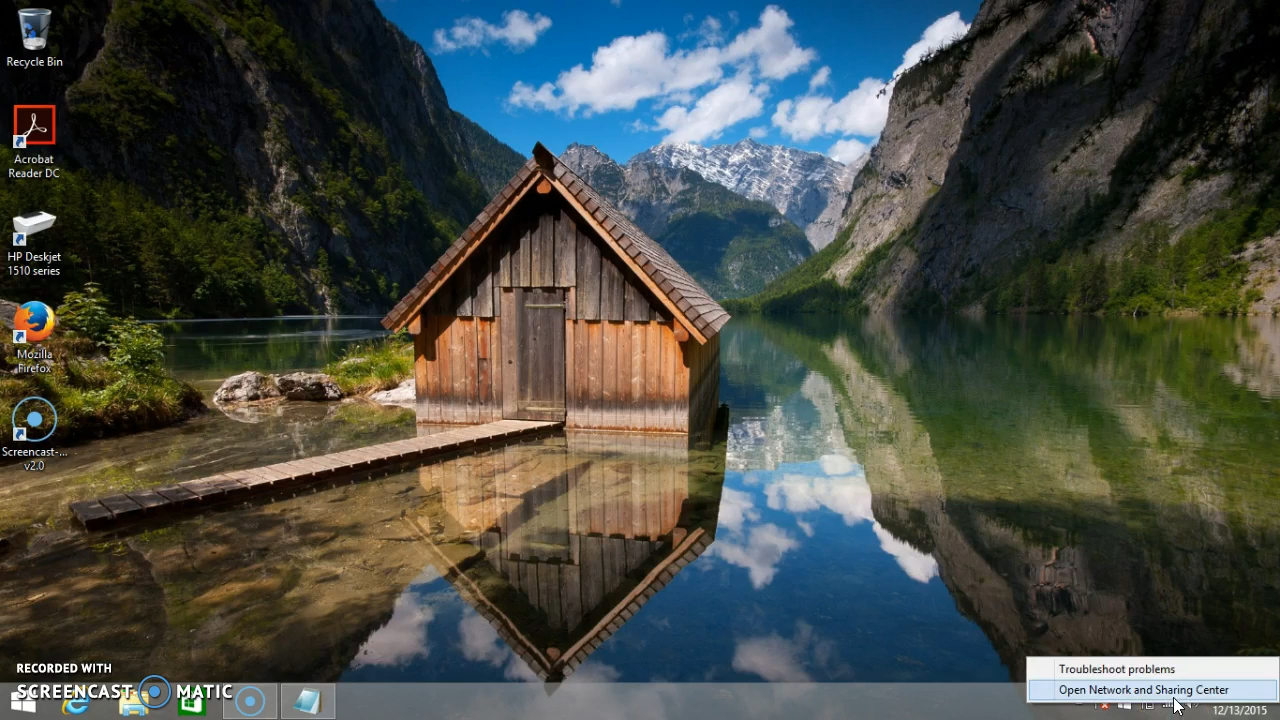 Recycle Bin
Acrobat
Reader DC
HP Deskjet
1510 series
Mozilla
Firefox
Screencast-...
v2.0
RECORDED WITH
SCREENCAST MATIC
Troubleshoot problems
Open Network and Sharing Center
12/13/2015